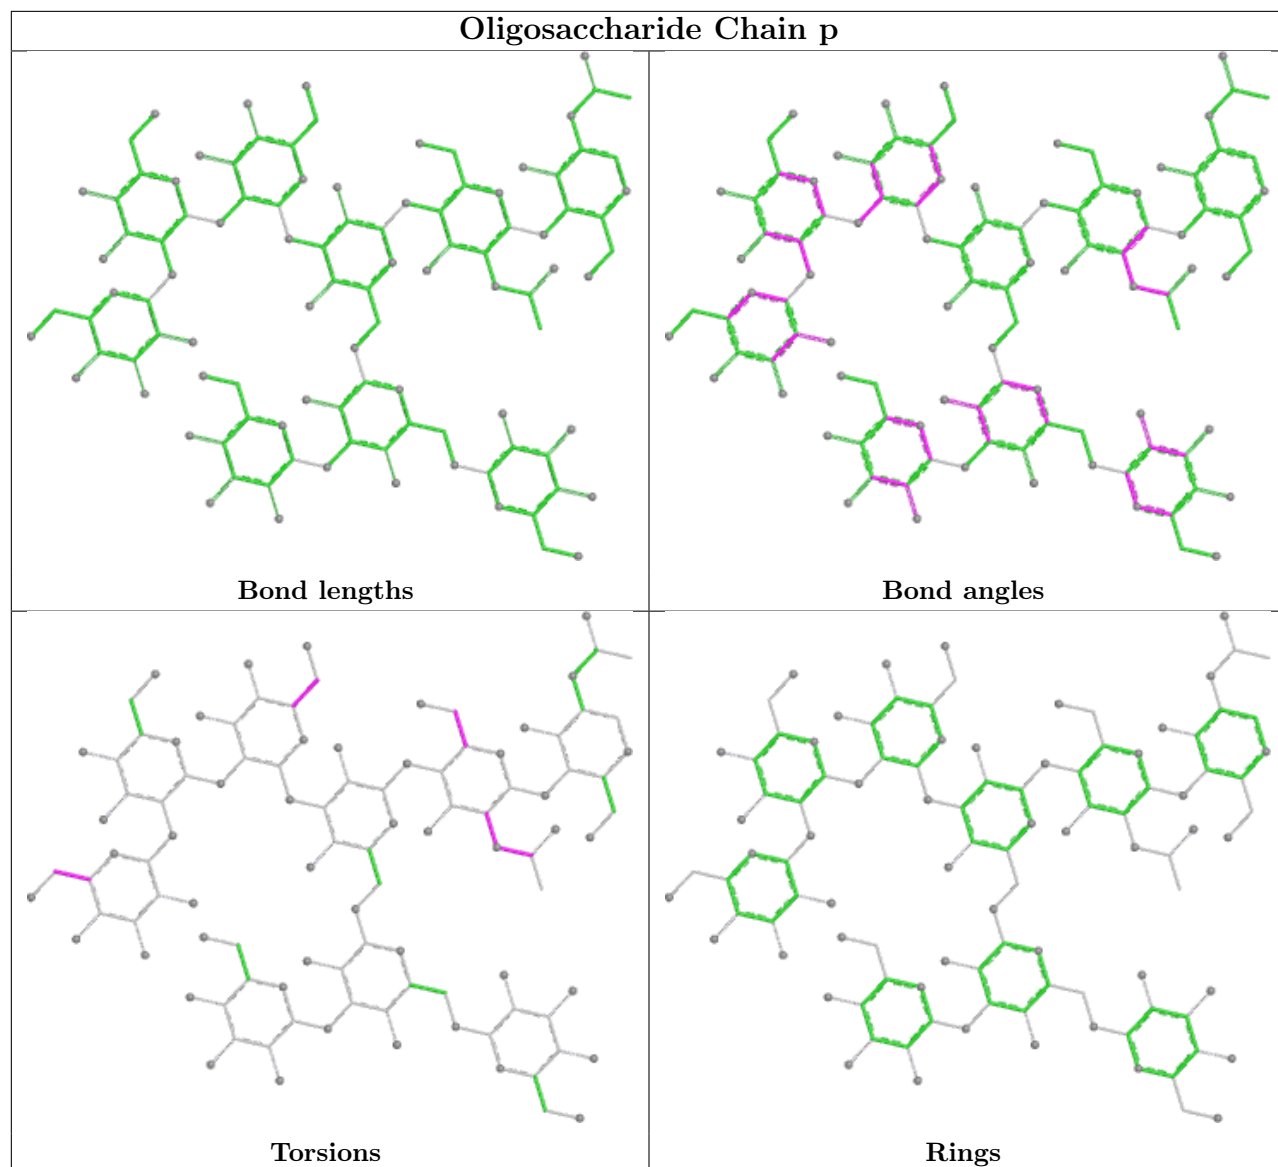 Oligosaccharide Chain p
Bond lengths
Bond angles
Torsions
Rings